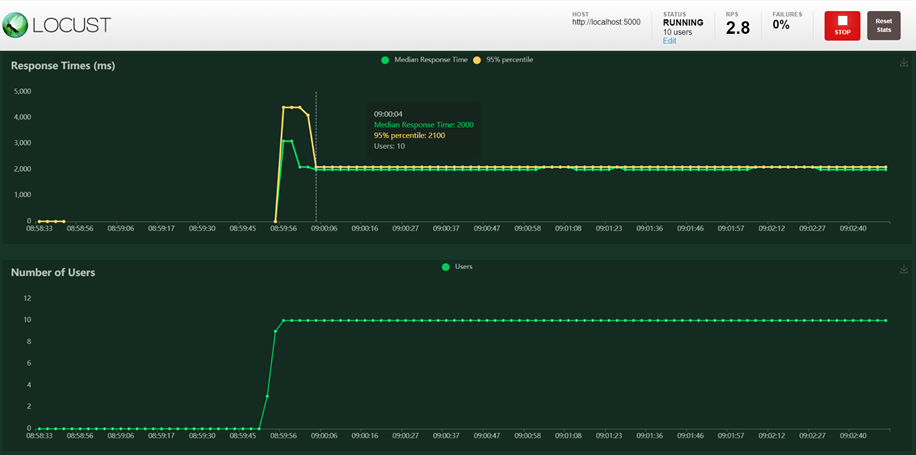 LOCUST
HOST
http://localhost:5000
STATUS
RUNNING
10 users
Edit
RPS
2.8
FAILURES
0%
STOP
Reset
Stats
Response Times (ms)
Median Response Time 95% percentile
5,000
4,000
3,000
2,000
1,000
0
09:00:04
Median Response Time: 2000
95% percentile: 2100
Users: 10
08:58:33 08:58:56 08:59:06 08:59:17 08:59:30 08:59:45 08:59:56 09:00:06 09:00:16 09:00:27 09:00:37 09:00:47 09:00:58 09:01:08 09:01:23 09:01:36 09:01:46 09:01:57 09:02:12 09:02:27 09:02:40
Number of Users
Users
12
10
8
6
4
2
0
08:58:33 08:58:56 08:59:06 08:59:17 08:59:30 08:59:45 08:59:56 09:00:06 09:00:16 09:00:27 09:00:37 09:00:47 09:00:58 09:01:08 09:01:23 09:01:36 09:01:46 09:01:57 09:02:12 09:02:27 09:02:40